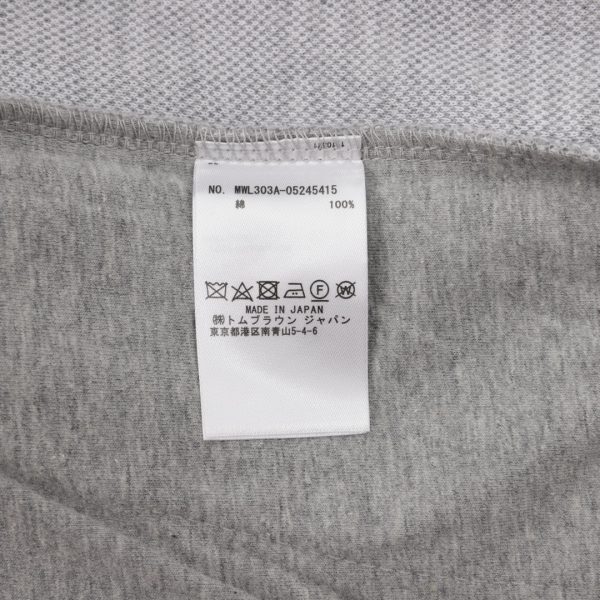 NO. MWL303A-05245415
綿 100%
MADE IN JAPAN
㈱トムブラウン ジャパン
東京都港区南青山5-4-6